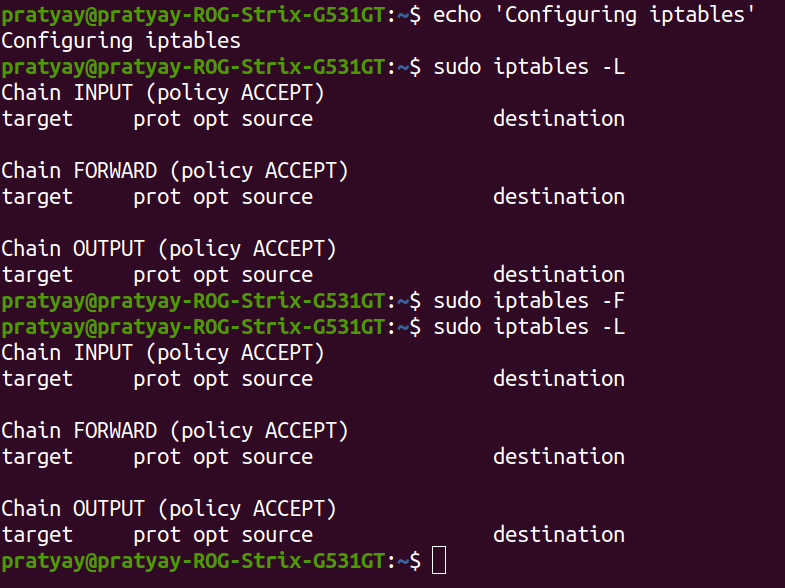 pratyay@pratyay-ROG-Strix-G531GT:~$ echo 'Configuring iptables'
Configuring iptables
pratyay@pratyay-ROG-Strix-G531GT:~$ sudo iptables -L
Chain INPUT (policy ACCEPT)
target     prot opt source               destination

Chain FORWARD (policy ACCEPT)
target     prot opt source               destination

Chain OUTPUT (policy ACCEPT)
target     prot opt source               destination
pratyay@pratyay-ROG-Strix-G531GT:~$ sudo iptables -F
pratyay@pratyay-ROG-Strix-G531GT:~$ sudo iptables -L
Chain INPUT (policy ACCEPT)
target     prot opt source               destination

Chain FORWARD (policy ACCEPT)
target     prot opt source               destination

Chain OUTPUT (policy ACCEPT)
target     prot opt source               destination
pratyay@pratyay-ROG-Strix-G531GT:~$